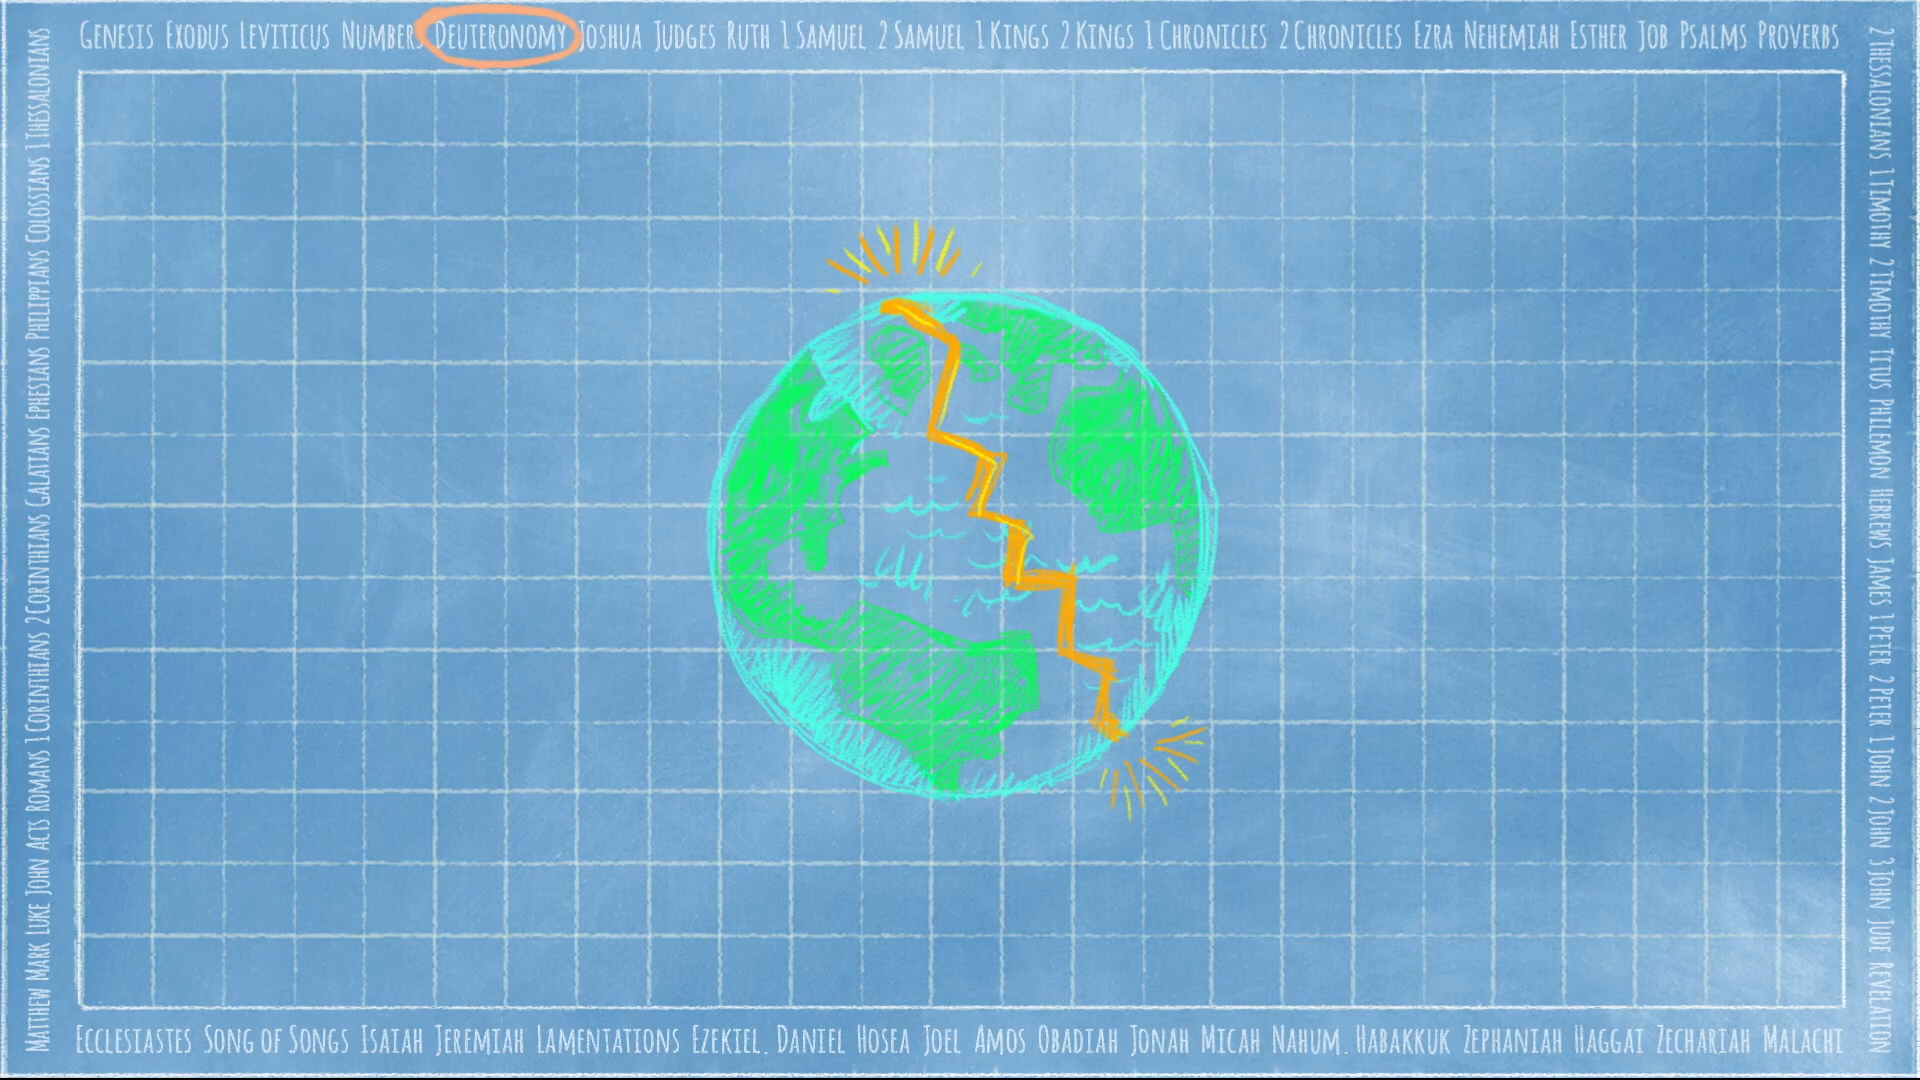 Genesis Exodus Leviticus Numbers Deuteronomy Joshua Judges Ruth 1 Samuel 2 Samuel 1 Kings 2 Kings 1 Chronicles 2 Chronicles Ezra Nehemiah Esther Job Psalms Proverbs
Ecclesiastes Song of Songs Isaiah Jeremiah Lamentations Ezekiel. Daniel Hosea Joel Amos Obadiah Jonah Micah Nahum. Habakkuk Zephaniah Haggai Zechariah Malachi
Matthew Mark Luke John Acts Romans 1 Corinthians 2 Corinthians Galatians Ephesians Philippians Colossians 1 Thessalonians
2 Thessalonians 1 Timothy 2 Timothy Titus Philemon Hebrews James 1 Peter 2 Peter 1 John 2 John 3 John Jude Revelation